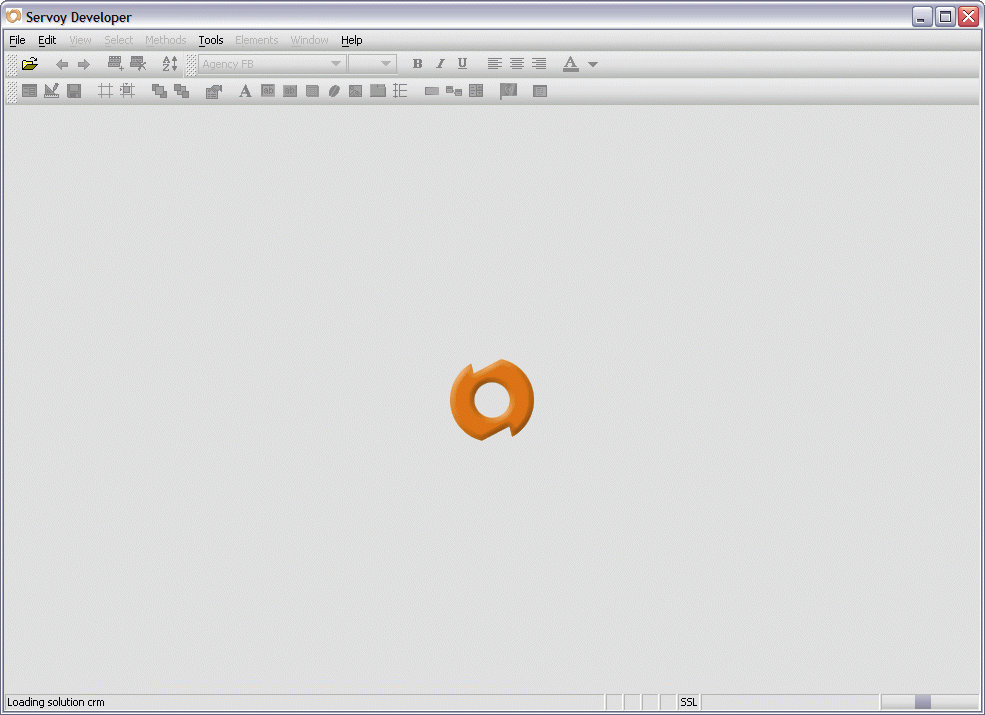 Servoy Developer
File Edit View Select Methods Tools Elements Window Help
Agency FB
B I U A
A
Loading solution crm SSL